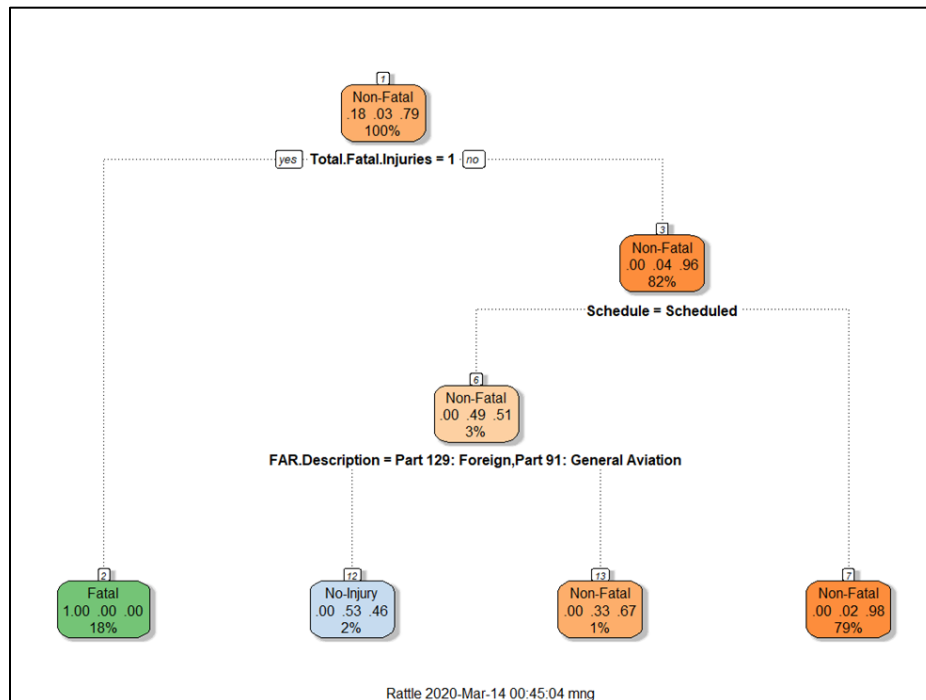 1
Non-Fatal
.18 .03 .79
100%
yes Total.Fatal.Injuries = 1 no
3
Non-Fatal
.00 .04 .96
82%
Schedule = Scheduled
6
Non-Fatal
.00 .49 .51
3%
FAR.Description = Part 129: Foreign,Part 91: General Aviation
2
Fatal
1.00 .00 .00
18%
12
No-Injury
.00 .53 .46
2%
13
Non-Fatal
.00 .33 .67
1%
7
Non-Fatal
.00 .02 .98
79%
Rattle 2020-Mar-14 00:45:04 mng